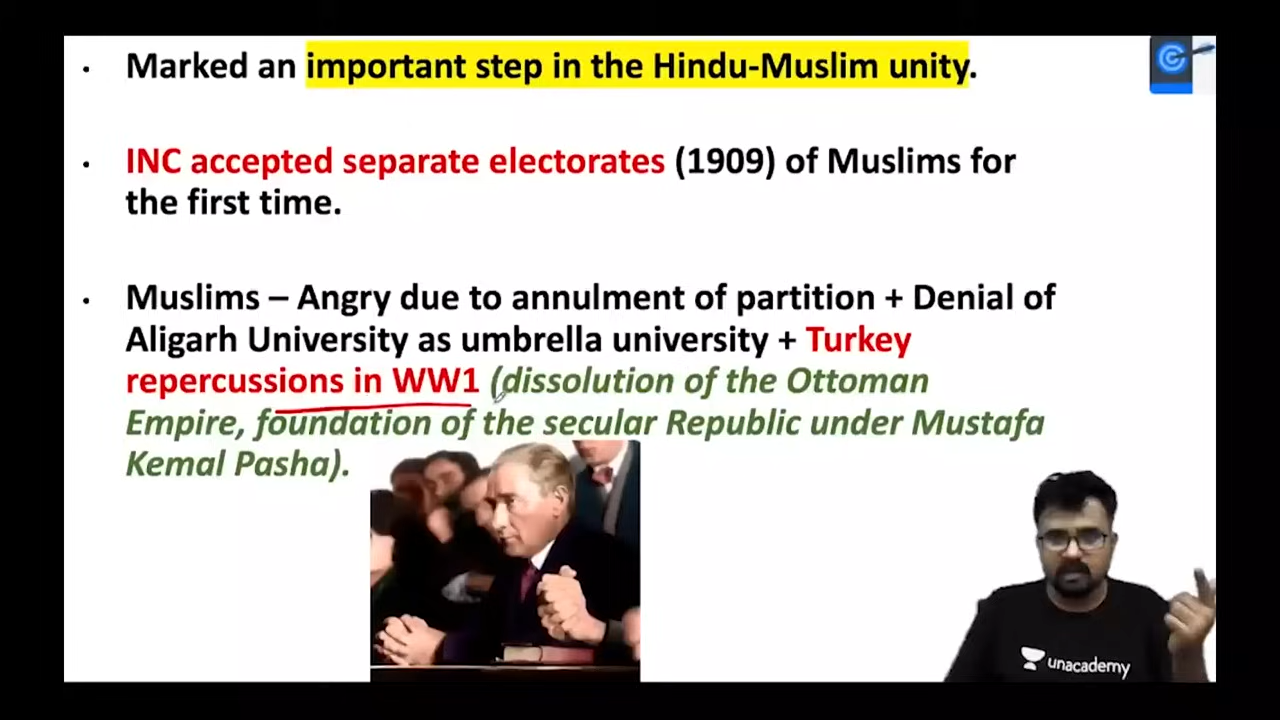 • Marked an important step in the Hindu-Muslim unity.
• INC accepted separate electorates (1909) of Muslims for
the first time.
• Muslims – Angry due to annulment of partition + Denial of
Aligarh University as umbrella university + Turkey
repercussions in WW1 (dissolution of the Ottoman
Empire, foundation of the secular Republic under Mustafa
Kemal Pasha).
unacademy